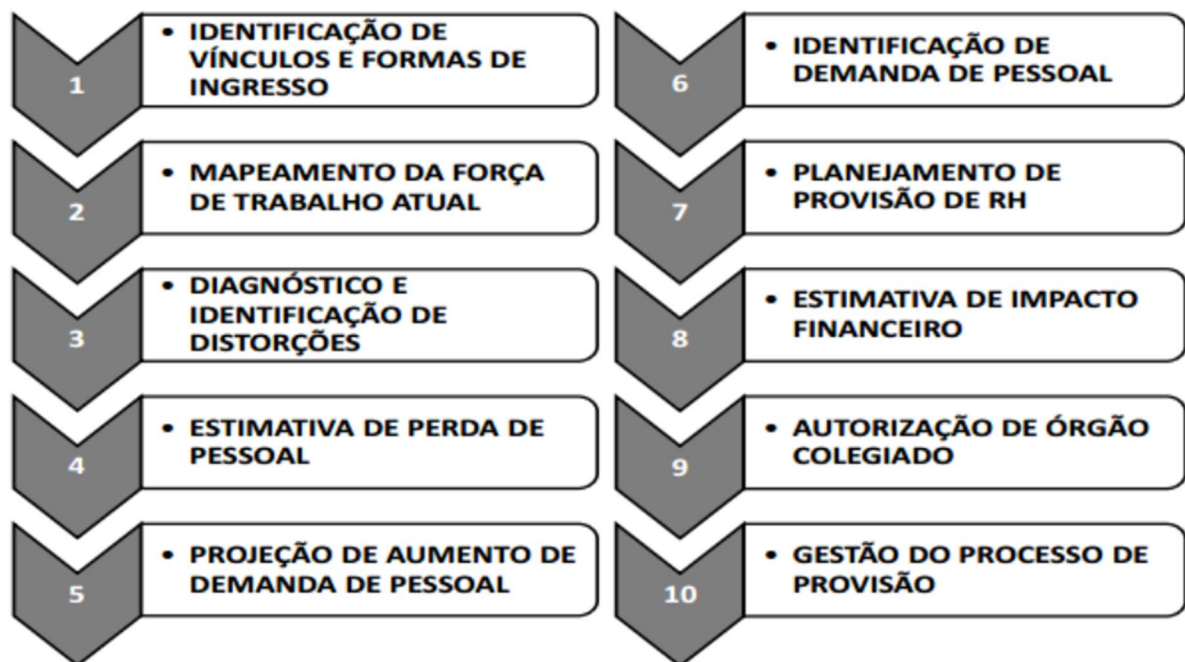 1
• IDENTIFICAÇÃO DE
VÍNCULOS E FORMAS DE
INGRESSO
2
• MAPEAMENTO DA FORÇA
DE TRABALHO ATUAL
3
• DIAGNÓSTICO E
IDENTIFICAÇÃO DE
DISTORÇÕES
4
• ESTIMATIVA DE PERDA DE
PESSOAL
5
• PROJEÇÃO DE AUMENTO DE
DEMANDA DE PESSOAL
6
• IDENTIFICAÇÃO DE
DEMANDA DE PESSOAL
7
• PLANEJAMENTO DE
PROVISÃO DE RH
8
• ESTIMATIVA DE IMPACTO
FINANCEIRO
9
• AUTORIZAÇÃO DE ÓRGÃO
COLEGIADO
10
• GESTÃO DO PROCESSO DE
PROVISÃO